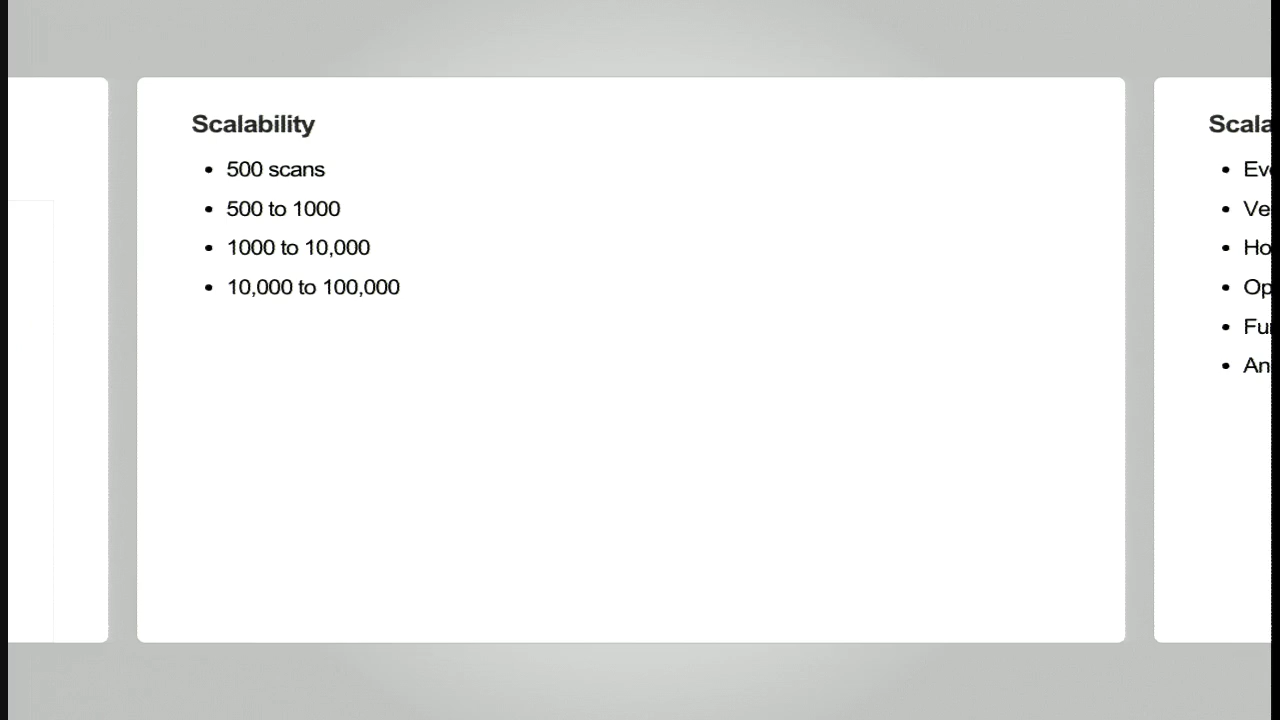 Scalability
500 scans
500 to 1000
1000 to 10,000
10,000 to 100,000